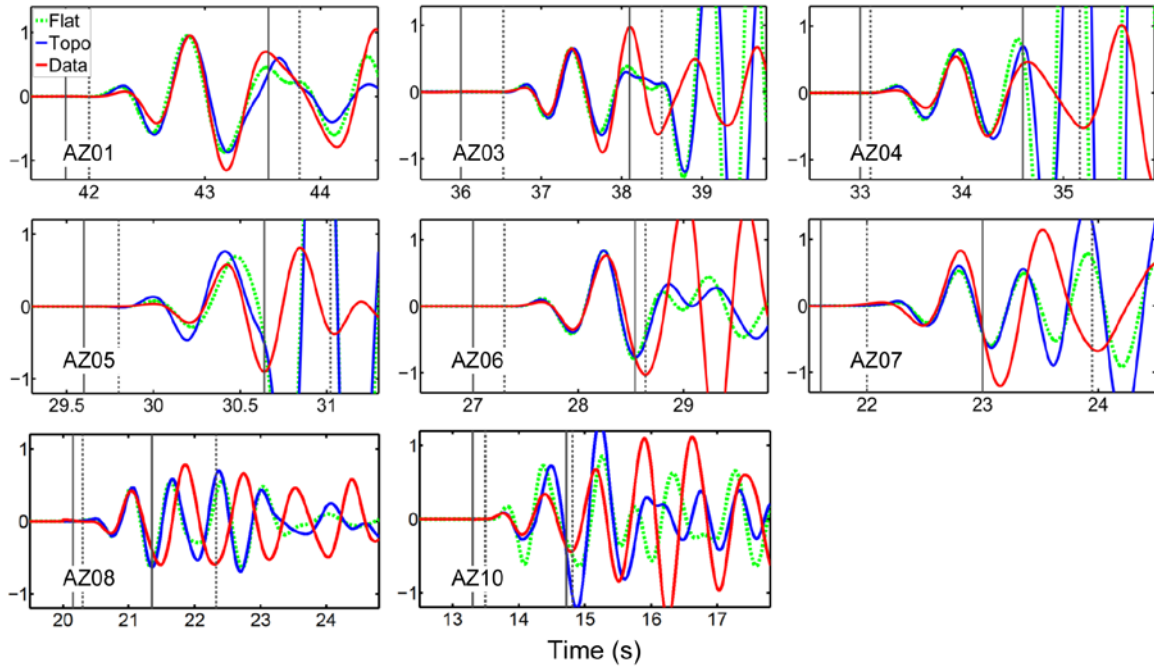 Flat
Topo
Data
1
0
−1
AZ01
42 43 44
1
0
−1
AZ03
36 37 38 39
1
0
−1
AZ04
33 34 35
1
0
−1
AZ05
29.5 30 30.5 31
1
0
−1
AZ06
27 28 29
1
0
−1
AZ07
22 23 24
1
0
−1
AZ08
20 21 22 23 24
1
0
−1
AZ10
13 14 15 16 17
Time (s)